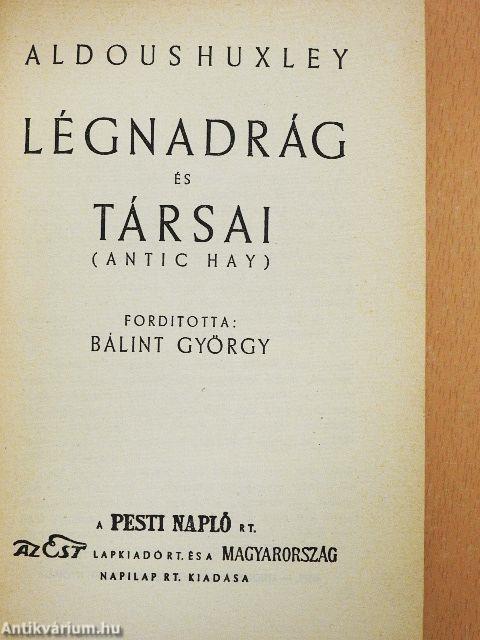 ALDOUS HUXLEY
LÉGNADRÁG
ÉS
TÁRSAI
(ANTIC HAY)
FORDITOTTA:
BÁLINT GYÖRGY
A PESTI NAPLÓ RT.
AZ EST LAPKIADÓ RT. ÉS A MAGYARORSZÁG
NAPILAP RT. KIADÁSA
Antikvárium.hu